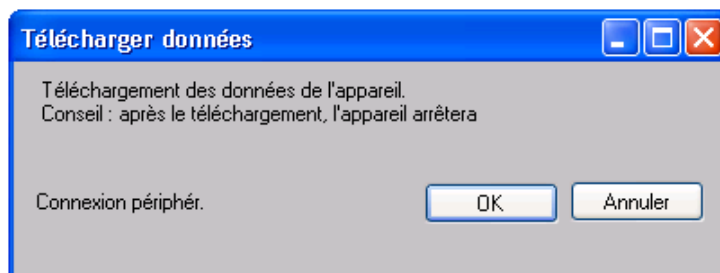 Télécharger données
Téléchargement des données de l'appareil.
Conseil : après le téléchargement, l'appareil arrêtera
Connexion périphér.
OK
Annuler